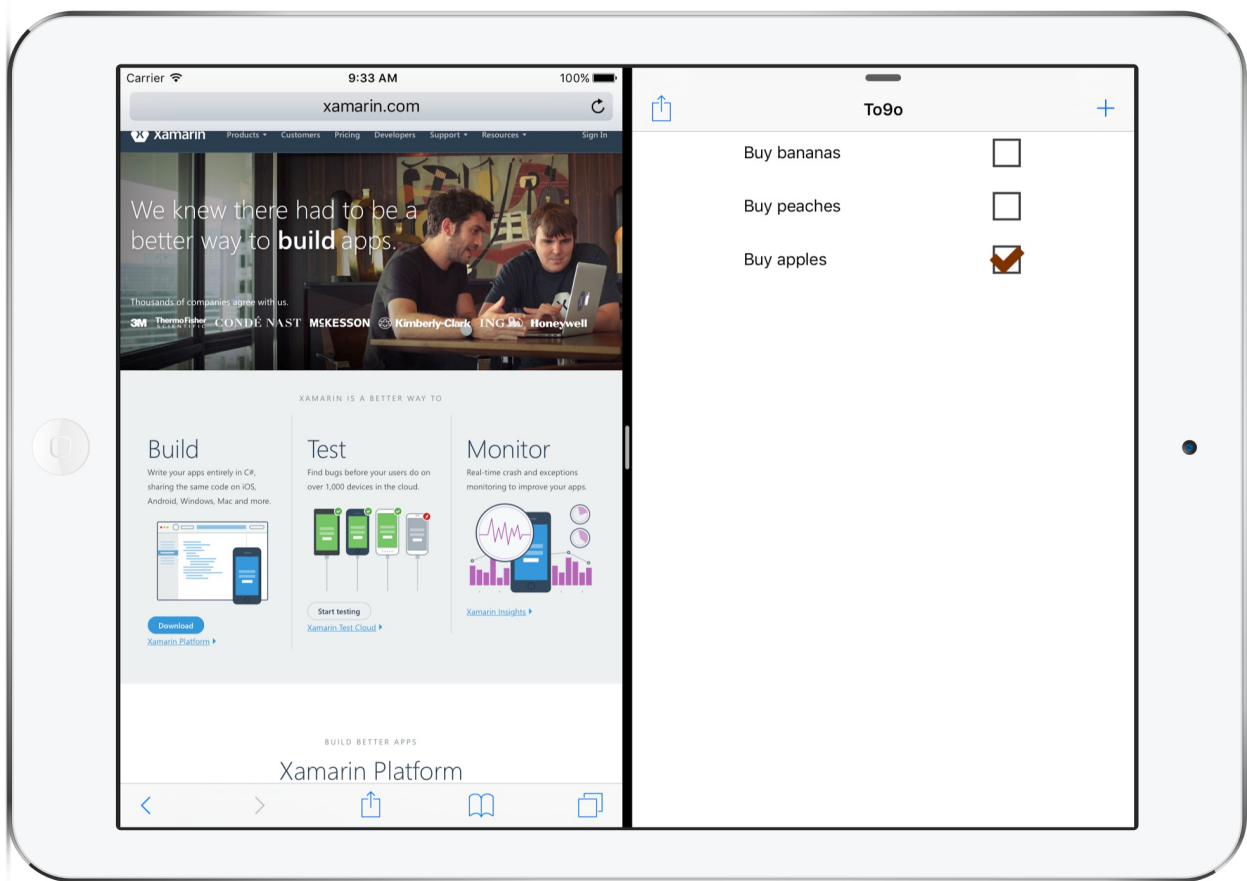 Carrier 9:33 AM 100%
xamarin.com
Xamarin Products Customers Pricing Developers Support Resources Sign In
We knew there had to be a
better way to build apps.
Thousands of companies agree with us.
3M ThermoFisher SCIENTIFIC CONDÉ NAST MCKESSON Kimberly-Clark ING Honeywell
XAMARIN IS A BETTER WAY TO
Build
Write your apps entirely in C#,
sharing the same code on iOS,
Android, Windows, Mac and more.
Download
Xamarin Platform
Test
Find bugs before your users do on
over 1,000 devices in the cloud.
Start testing
Xamarin Test Cloud
Monitor
Real-time crash and exceptions
monitoring to improve your apps.
Xamarin Insights
BUILD BETTER APPS
Xamarin Platform
To9o
Buy bananas
Buy peaches
Buy apples